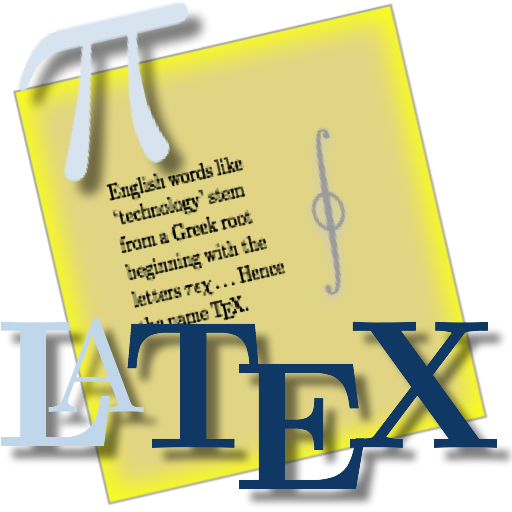 π
English words like
‘technology’ stem
from a Greek root
beginning with the
letters τεχ... Hence
the name TEX.
∮
LATEX